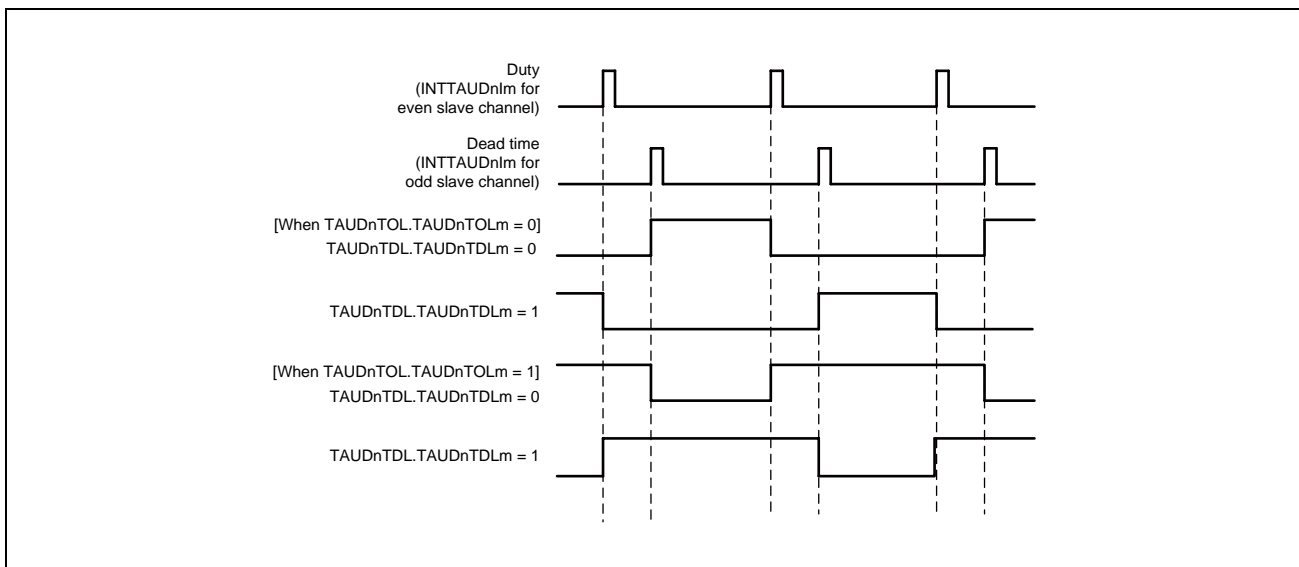 Duty
(INTTAUDnIm for
even slave channel)
Dead time
(INTTAUDnIm for
odd slave channel)
[When TAUDnTOL.TAUDnTOLm = 0]
TAUDnTDL.TAUDnTDLm = 0
TAUDnTDL.TAUDnTDLm = 1
[When TAUDnTOL.TAUDnTOLm = 1]
TAUDnTDL.TAUDnTDLm = 0
TAUDnTDL.TAUDnTDLm = 1